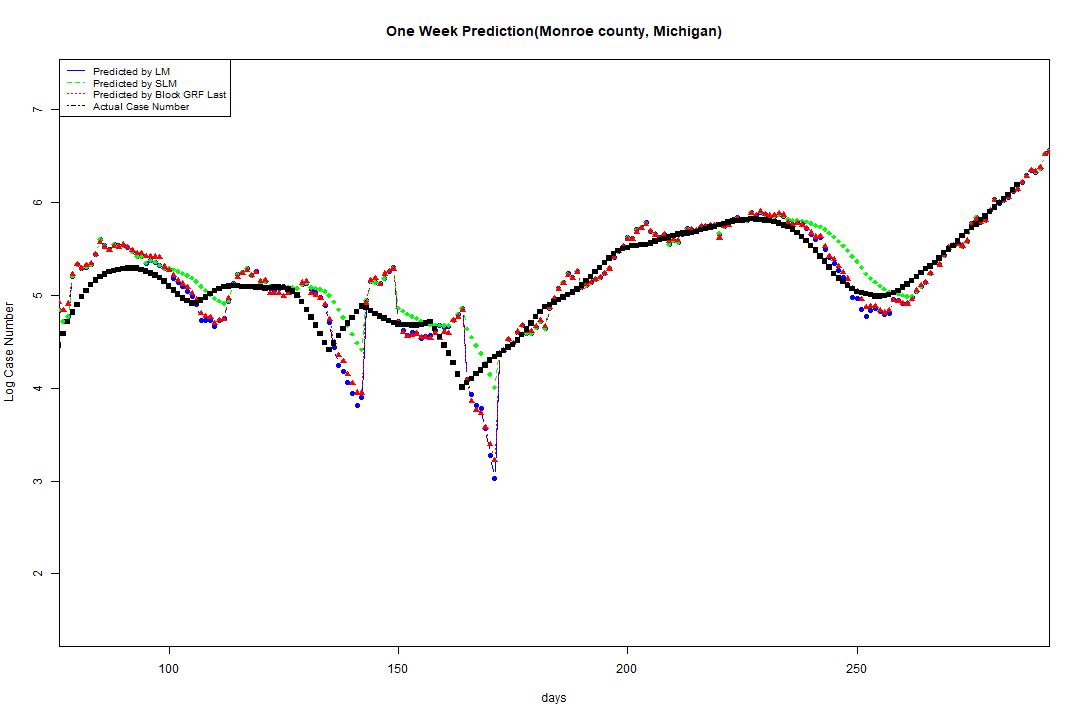 One Week Prediction(Monroe county, Michigan)
Predicted by LM
Predicted by SLM
Predicted by Block GRF Last
Actual Case Number
7
6
5
4
3
2
Log Case Number
100 150 200 250
days